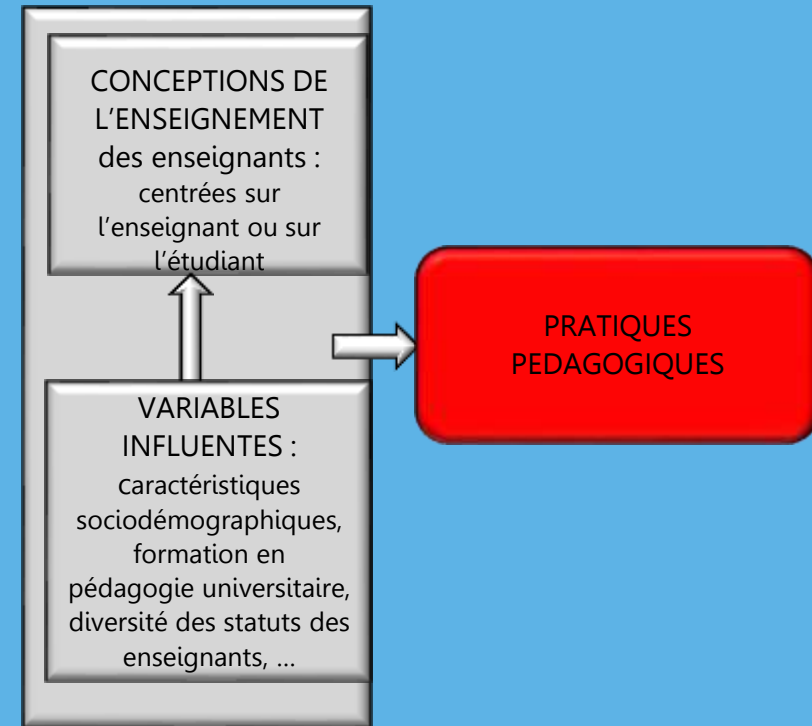 CONCEPTIONS DE
L’ENSEIGNEMENT
des enseignants :
centrées sur
l’enseignant ou sur
l’étudiant
PRATIQUES
PEDAGOGIQUES
VARIABLES
INFLUENTES :
caractéristiques
sociodémographiques,
formation en
pédagogie universitaire,
diversité des statuts des
enseignants, ...